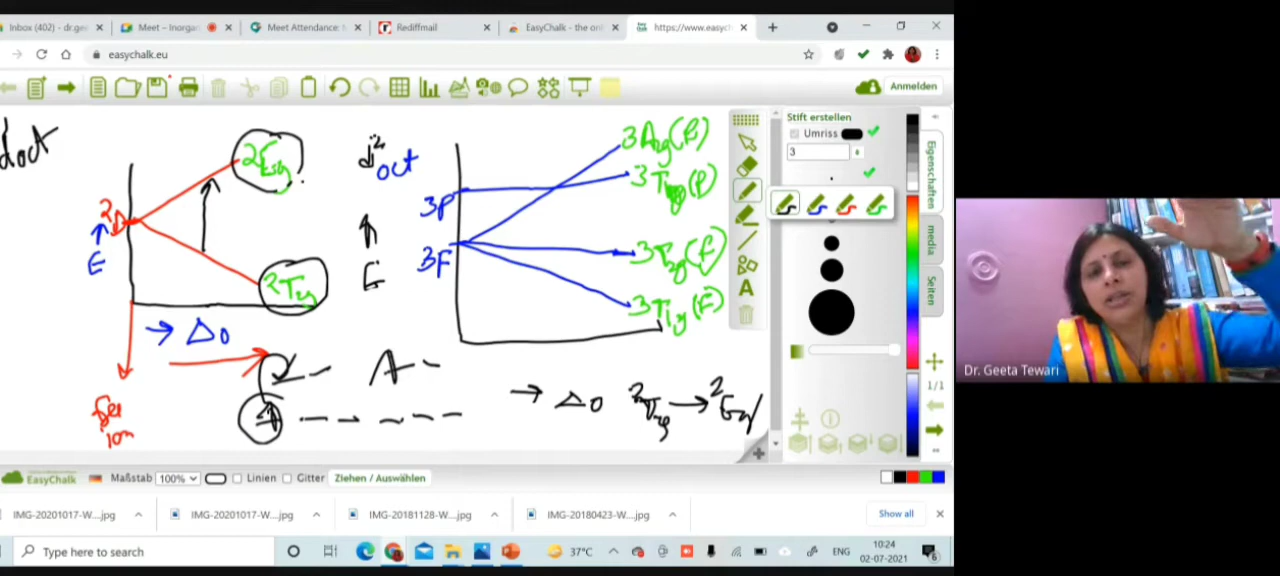 Inbox (402) - dr.gee
Meet – Inorgan
Meet Attendance: M
Rediffmail
EasyChalk - the onl
https://www.easych
easychalk.eu
Anmelden
Stift erstellen
Umriss
3
Eigenschaften
media
Seiten
1/1
oct
2Eg
d2
oct
3A2g(F)
3P
3F
3T2g(F)
3T1g(F)
2D
E
2T2g
E
→ Δo
→ Δo 2T2g → 2Eg
ion
Dr. Geeta Tewari
EasyChalk
Maßstab 100%
Linien
Gitter
Ziehen / Auswählen
IMG-20201017-W....jpg
IMG-20201017-W....jpg
IMG-20181128-W....jpg
IMG-20180423-W....jpg
Show all
Type here to search
37°C
ENG
10:24
02-07-2021
6